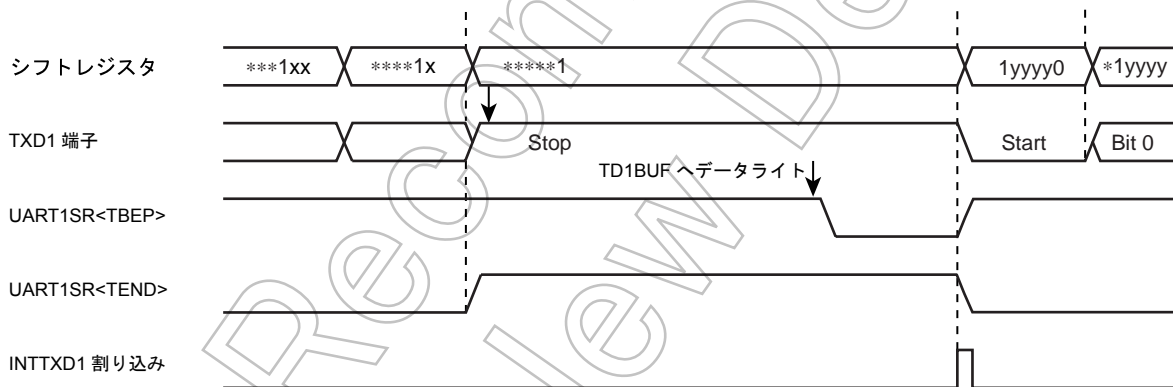 シフトレジスタ ***1xx ****1x *****1 1yyyy0 *1yyyy
TXD1 端子 Stop Start Bit 0
TD1BUF へデータライト
UART1SR<TBEP>
UART1SR<TEND>
INTTXD1 割り込み